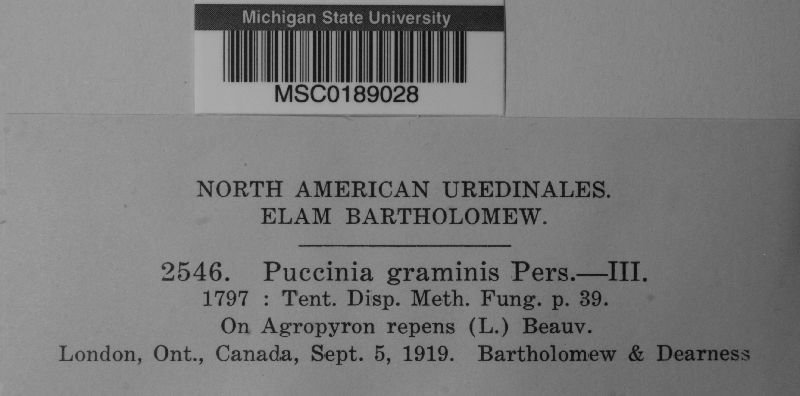 Michigan State University
MSC0189028
NORTH AMERICAN UREDINALES.
ELAM BARTHOLOMEW.
2546. Puccinia graminis Pers.—III.
1797 : Tent. Disp. Meth. Fung. p. 39.
On Agropyron repens (L.) Beauv.
London, Ont., Canada, Sept. 5, 1919. Bartholomew & Dearness